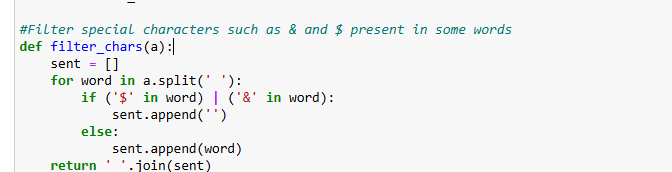 #Filter special characters such as & and $ present in some words
def filter_chars(a):
    sent = []
    for word in a.split(' '):
        if ('$' in word) | ('&' in word):
            sent.append('')
        else:
            sent.append(word)
    return ' '.join(sent)